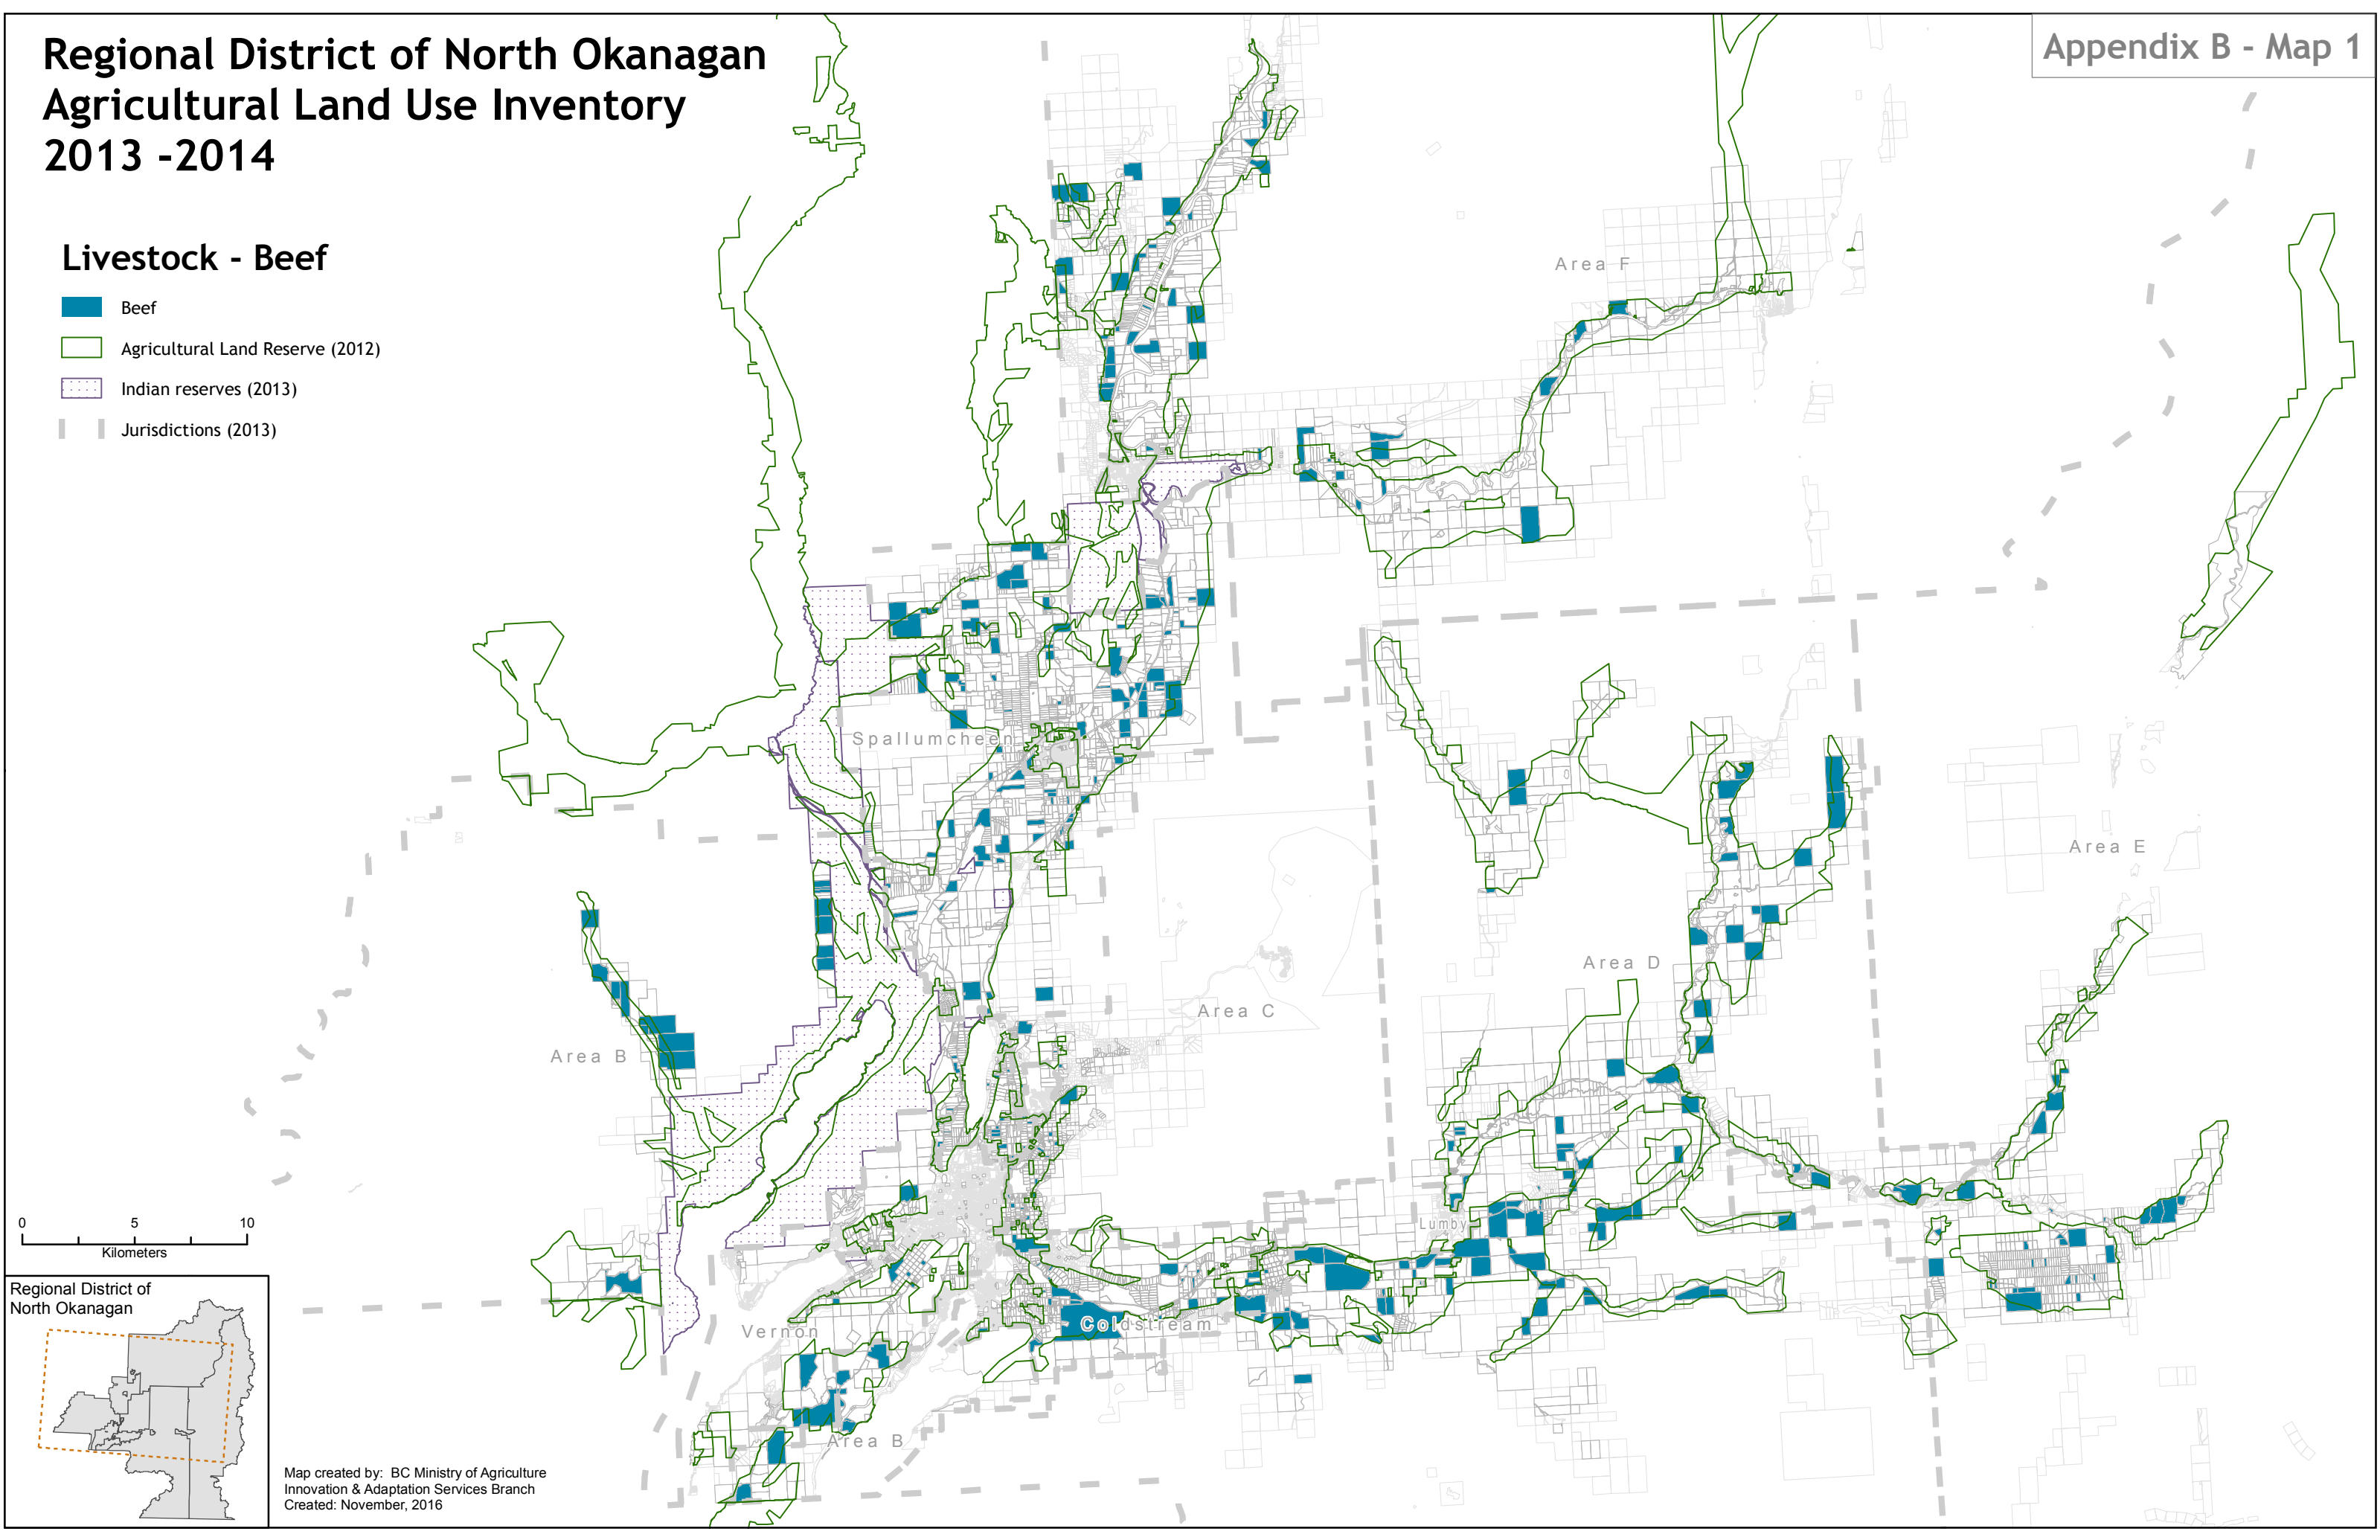 Regional District of North Okanagan
Agricultural Land Use Inventory
2013 -2014
Appendix B - Map 1
Livestock - Beef
Beef
Agricultural Land Reserve (2012)
Indian reserves (2013)
Jurisdictions (2013)
Area F
Spallumcheen
Area E
Area D
Area C
Area B
Lumby
Coldstream
Vernon
Area B
0 5 10
Kilometers
Regional District of
North Okanagan
Map created by: BC Ministry of Agriculture
Innovation & Adaptation Services Branch
Created: November, 2016